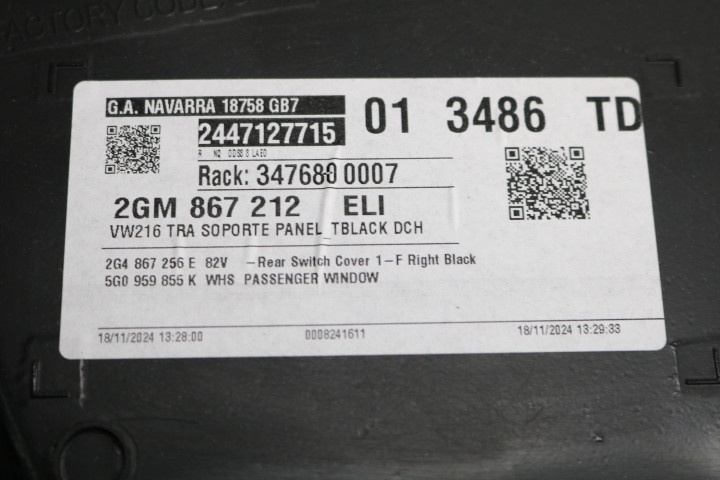 FACTORY CODE
G.A. NAVARRA 18758 GB7
01 3486 TD
2447127715
Rack: 347680 0007
2GM 867 212 ELI
VW216 TRA SOPORTE PANEL_TBLACK DCH
2G4 867 256 E 82V -Rear Switch Cover 1-F Right Black
5G0 959 855 K WHS PASSENGER WINDOW
18/11/2024 13:28:00 0008241611 18/11/2024 13:29:33